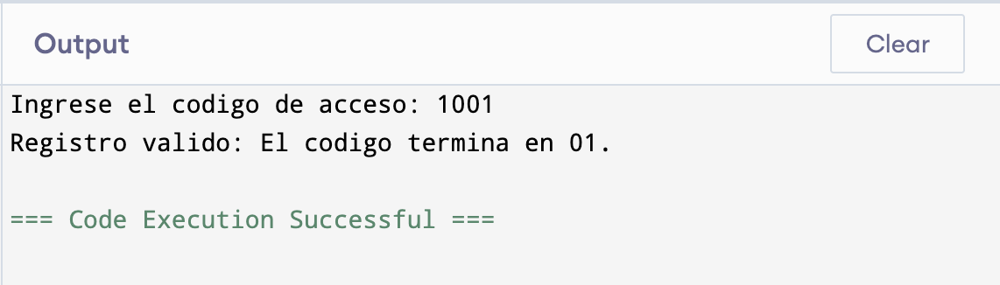 Output
Clear
Ingrese el codigo de acceso: 1001
Registro valido: El codigo termina en 01.
=== Code Execution Successful ===